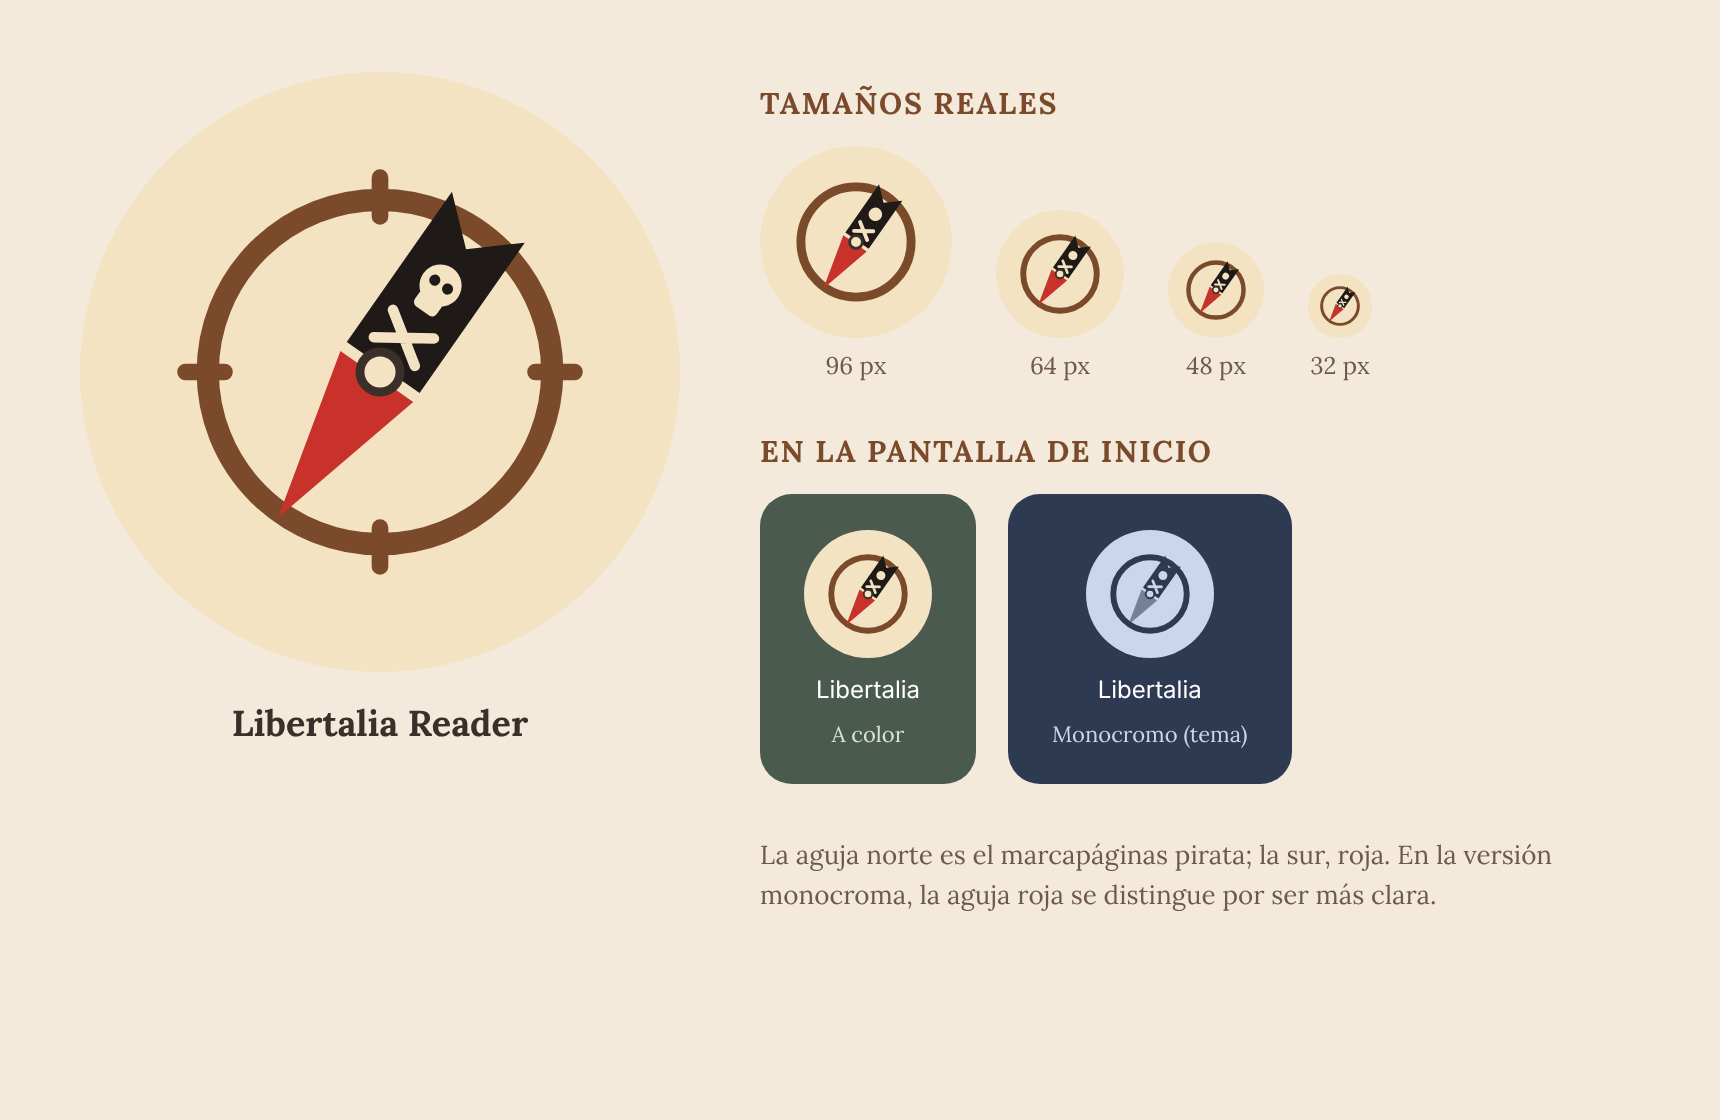 TAMAÑOS REALES
96 px
64 px
48 px
32 px
EN LA PANTALLA DE INICIO
Libertalia
A color
Libertalia
Monocromo (tema)
Libertalia Reader
La aguja norte es el marcapáginas pirata; la sur, roja. En la versión
monocroma, la aguja roja se distingue por ser más clara.